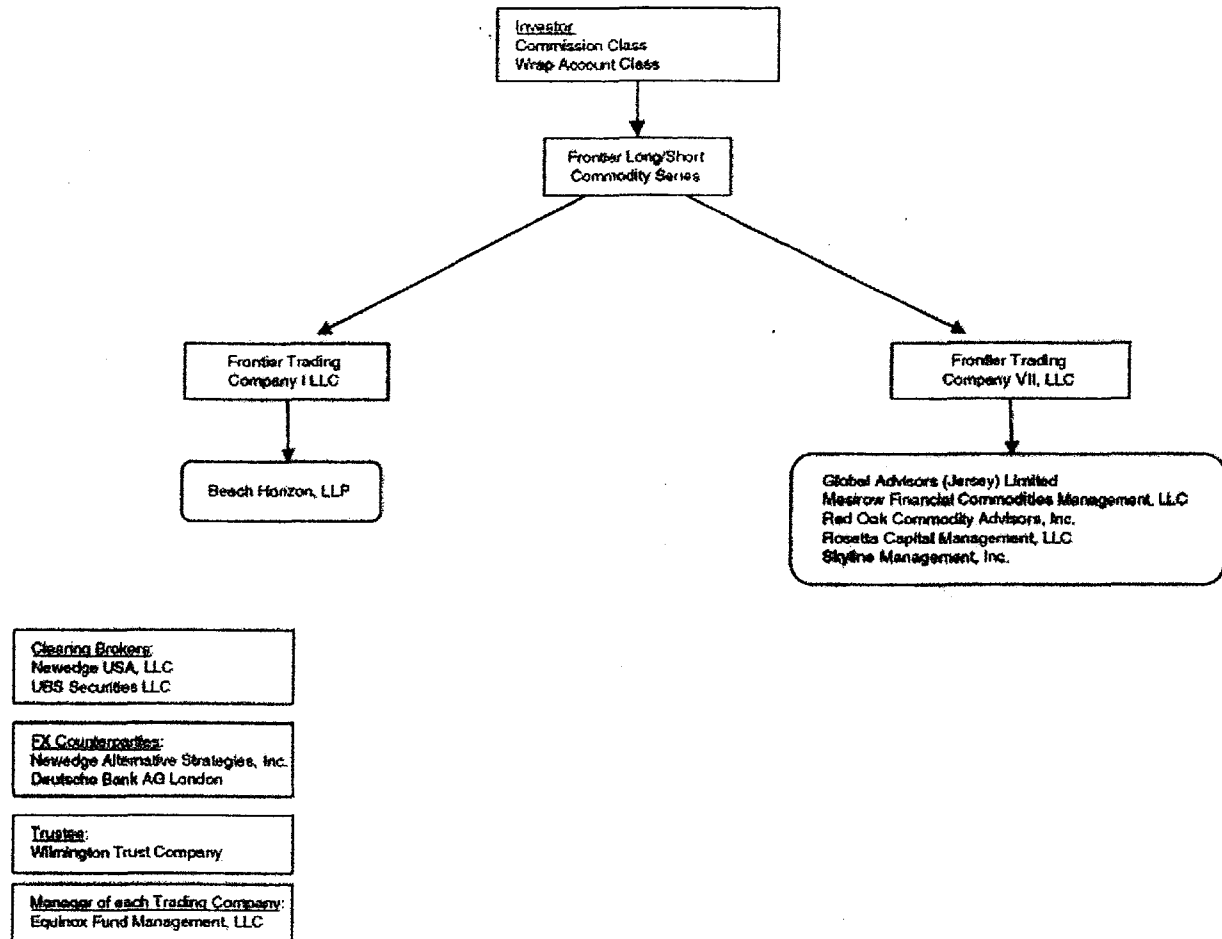 Investor
Commission Class
Wrap Account Class
Frontier Long/Short
Commodity Series
Frontier Trading
Company I LLC
Frontier Trading
Company VII, LLC
Beach Horizon, LLP
Global Advisors (Jersey) Limited
Mesirow Financial Commodities Management, LLC
Red Oak Commodity Advisors, Inc.
Rosetta Capital Management, LLC
Skyline Management, Inc.
Clearing Brokers:
Newedge USA, LLC
UBS Securities LLC
FX Counterparties:
Newedge Alternative Strategies, Inc.
Deutsche Bank AG London
Trustee:
Wilmington Trust Company
Manager of each Trading Company:
Equinox Fund Management, LLC